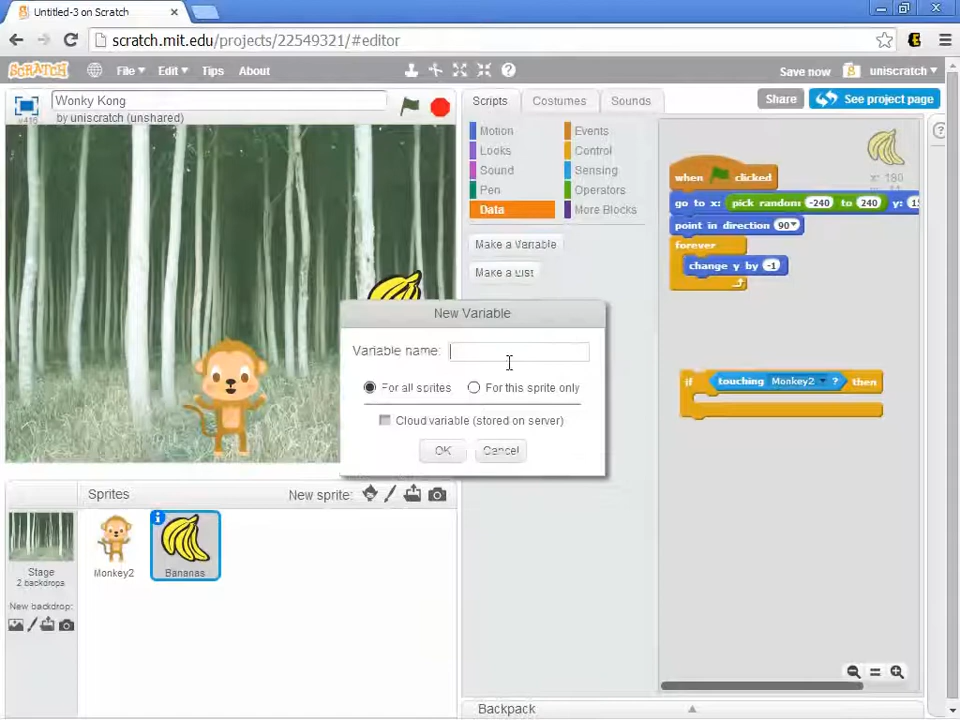 Untitled-3 on Scratch
scratch.mit.edu/projects/22549321/#editor
SCRATCH File Edit Tips About Save now uniscratch
Wonky Kong
by uniscratch (unshared)
Scripts Costumes Sounds Share See project page
Motion Events
Looks Control
Sound Sensing
Pen Operators
Data More Blocks
Make a Variable
Make a List
when clicked
go to x: pick random -240 to 240 y:
point in direction 90
forever
change y by -1
x: 180
if touching Monkey2 ? then
New Variable
Variable name:
For all sprites For this sprite only
Cloud variable (stored on server)
OK Cancel
Sprites New sprite:
Stage
2 backdrops
New backdrop:
Monkey2
Bananas
Backpack